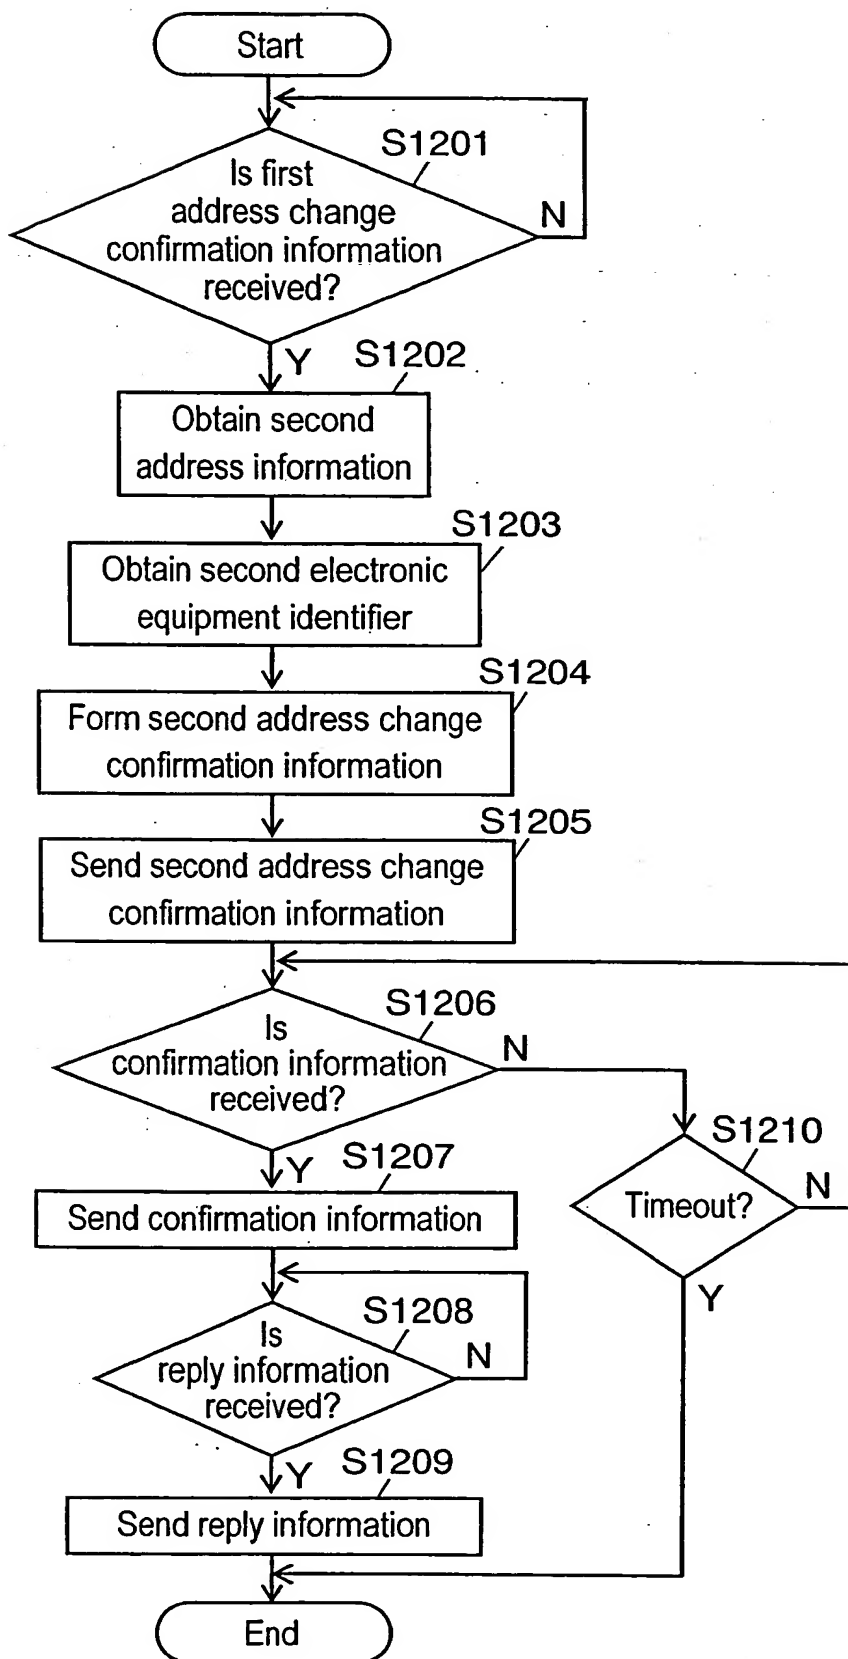 Start
S1201
Is first
address change
confirmation information
received?
N
Y
S1202
Obtain second
address information
S1203
Obtain second electronic
equipment identifier
S1204
Form second address change
confirmation information
S1205
Send second address change
confirmation information
S1206
Is
confirmation information
received?
N
Y
S1207
Send confirmation information
S1210
Timeout?
N
Y
S1208
Is
reply information
received?
N
Y
S1209
Send reply information
End